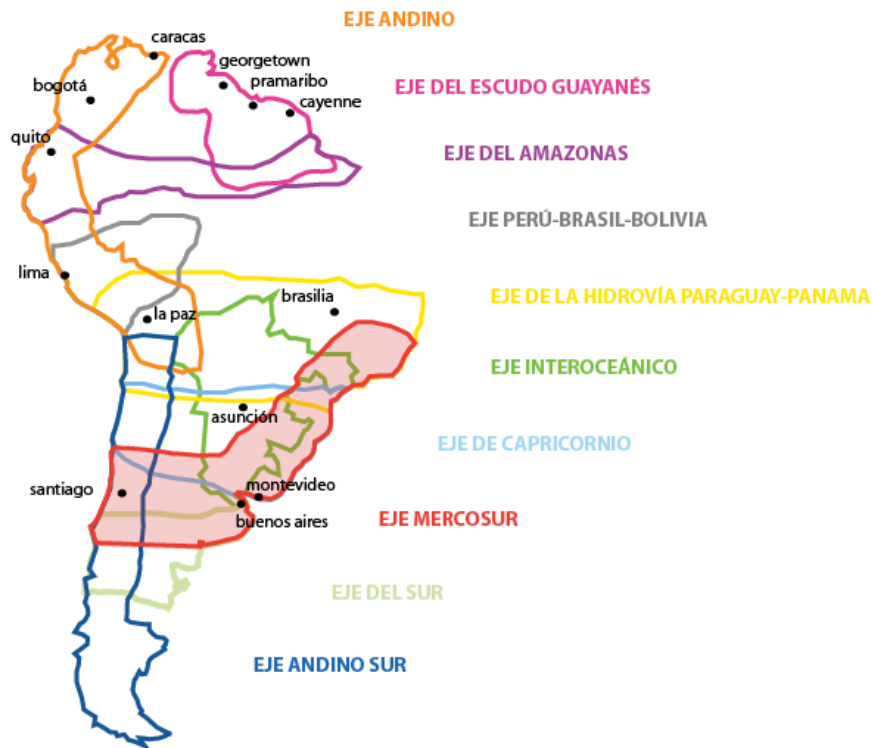 EJE ANDINO
caracas
georgetown
bogotá
pramaribo
EJE DEL ESCUDO GUAYANÉS
cayenne
quito
EJE DEL AMAZONAS
EJE PERÚ-BRASIL-BOLIVIA
lima
brasilia
EJE DE LA HIDROVÍA PARAGUAY-PANAMA
la paz
EJE INTEROCEÁNICO
asunción
EJE DE CAPRICORNIO
montevideo
santiago
buenos aires
EJE MERCOSUR
EJE DEL SUR
EJE ANDINO SUR